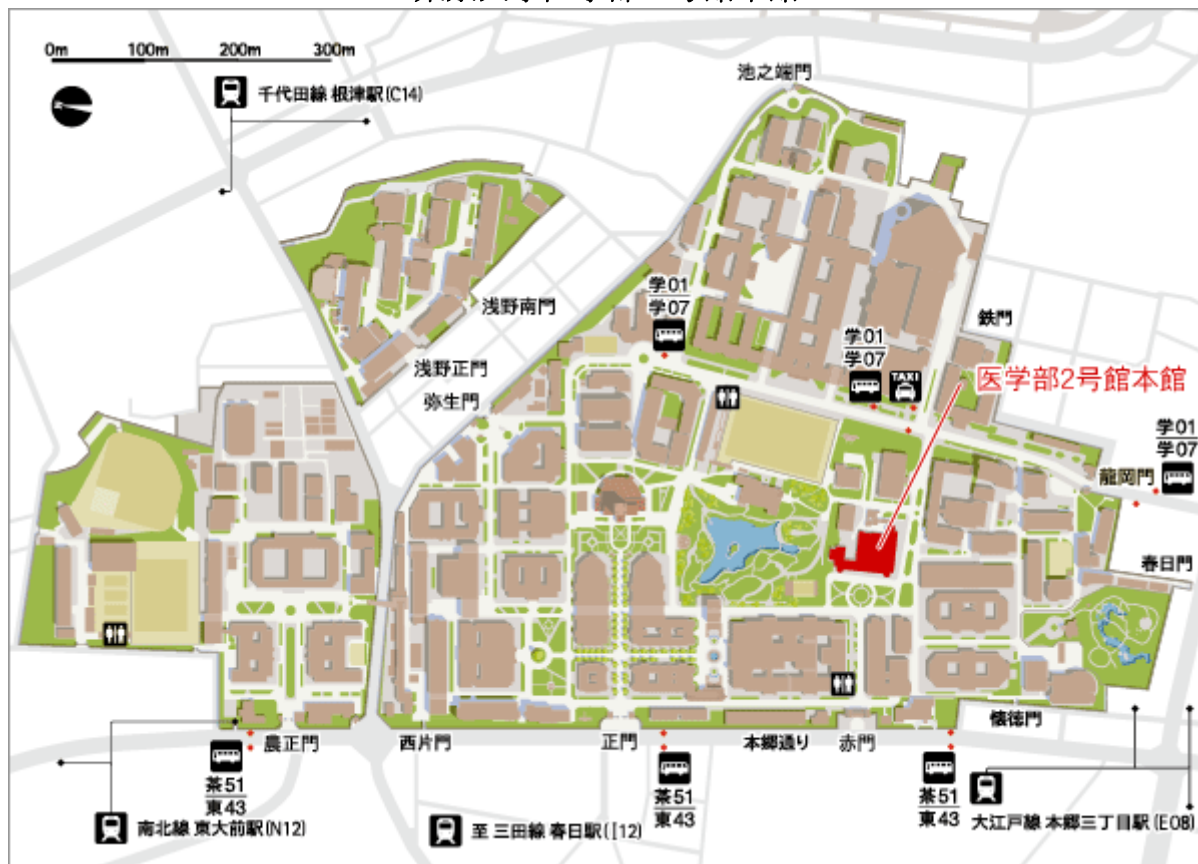 0m 100m 200m 300m
千代田線 根津駅(C14)
池之端門
浅野南門
浅野正門
弥生門
学01
学07
学01
学07
TAXI
鉄門
医学部2号館本館
学01
学07
龍岡門
春日門
懐徳門
農正門
西片門
正門
本郷通り
赤門
茶51
東43
茶51
東43
茶51
東43
南北線 東大前駅(N12)
至 三田線 春日駅([12)
大江戸線 本郷三丁目駅(E08)